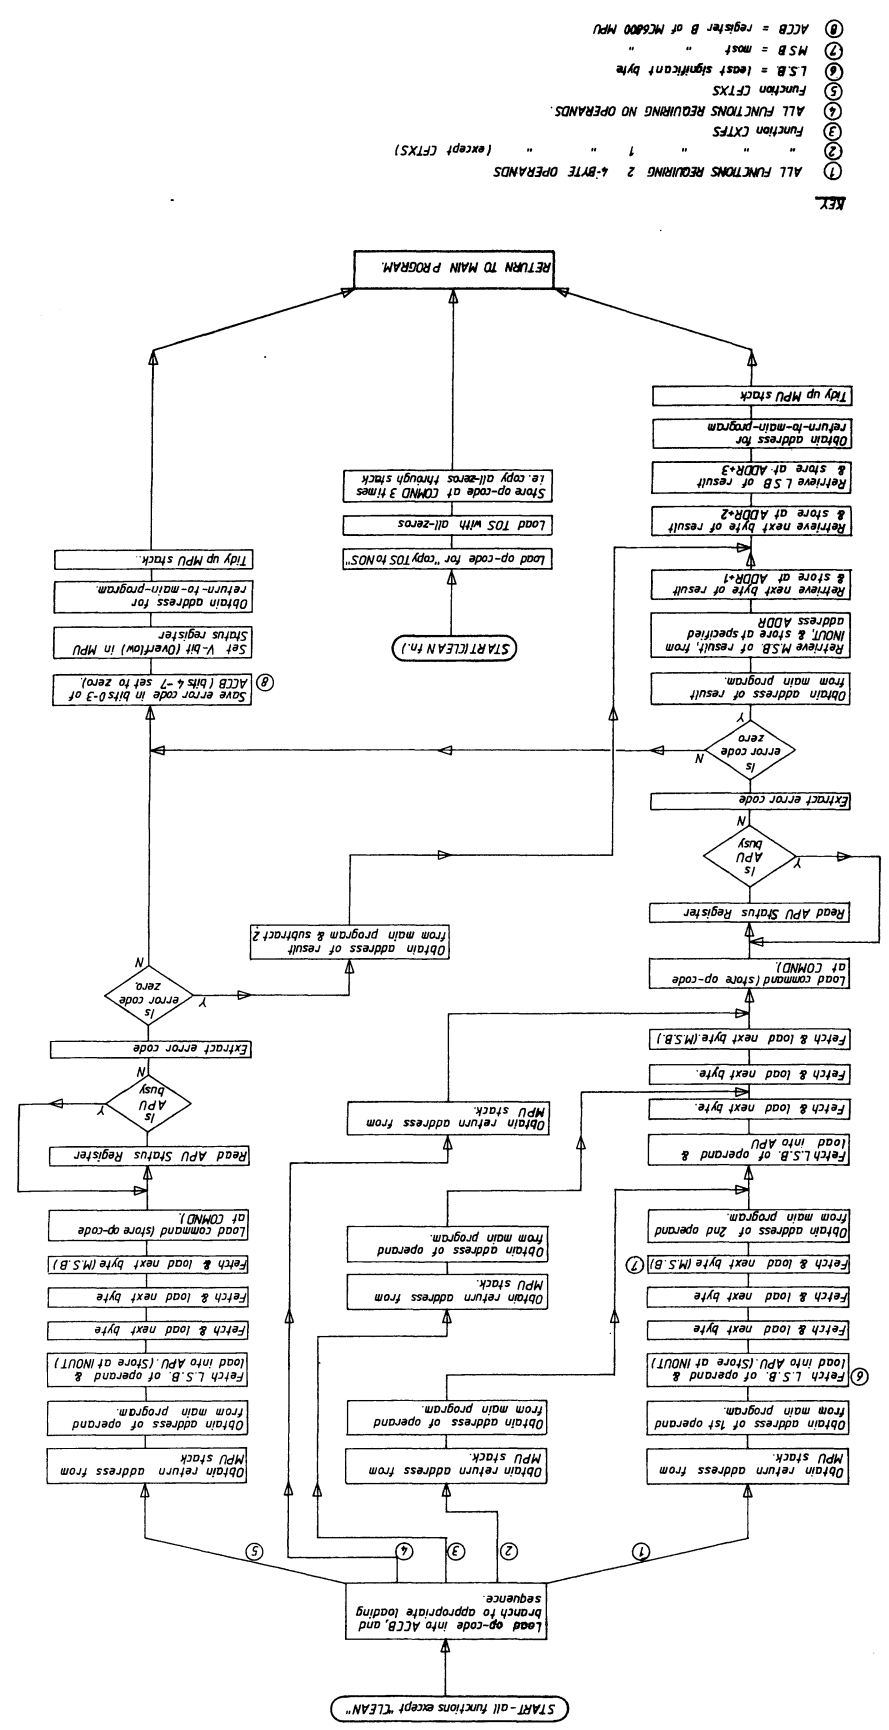 START - all functions except "CLEAN"
Load op-code into ACCB, and
branch to appropriate loading
sequence.
1
2
3
4
5
Obtain return address from
MPU stack.
Obtain address of 1st operand
from main program.
6
Fetch L.S.B. of operand &
load into APU. (Store at INOUT)
Fetch & load next byte
Fetch & load next byte
Fetch & load next byte (M.S.B.)
7
Obtain address of 2nd operand
from main program.
Fetch L.S.B. of operand &
load into APU
Fetch & load next byte.
Fetch & load next byte.
Fetch & load next byte. (M.S.B.)
Load command (store op-code
at COMND).
Read APU Status Register
Is
APU
busy
Y
N
Extract error code
Is
error code
zero
N
Y
Obtain address of result
from main program.
Retrieve M.S.B. of result, from
INOUT, & store at specified
address ADDR
Retrieve next byte of result
& store at ADDR+1
Retrieve next byte of result
& store at ADDR+2
Retrieve L.S.B of result
& store at ADDR+3
Obtain address for
return-to-main-program
Tidy up MPU stack
Obtain return address from
MPU stack.
Obtain address of operand
from main program.
Obtain return address from
MPU stack.
Obtain address of operand
from main program.
Obtain return address from
MPU stack.
Obtain address of result
from main program & subtract 2
START (CLEAN fn.)
Load op-code for "copy TOS to NOS"
Load TOS with all-zeros
Store op-code at COMND 3 times
i.e. copy all-zeros through stack
Obtain return address from
MPU stack
Obtain address of operand
from main program.
Fetch L.S.B. of operand &
load into APU. (Store at INOUT)
Fetch & load next byte
Fetch & load next byte
Fetch & load next byte (M.S.B)
Load command (store op-code
at COMND).
Read APU Status Register
Is
APU
busy
Y
N
Extract error code
Is
error code
zero.
Y
N
Save error code in bits 0-3 of
ACCB (bits 4-7 set to zero).
8
Set V-bit (Overflow) in MPU
Status register
Obtain address for
return-to-main-program.
Tidy up MPU stack.
RETURN TO MAIN PROGRAM.
KEY
1 ALL FUNCTIONS REQUIRING 2 4-BYTE OPERANDS
2 " " " 1 " " (except CFTXS)
3 Function CXTFS
4 ALL FUNCTIONS REQUIRING NO OPERANDS.
5 Function CFTXS
6 L.S.B. = least significant byte
7 MSB = most " "
8 ACCB = register B of MC6800 MPU